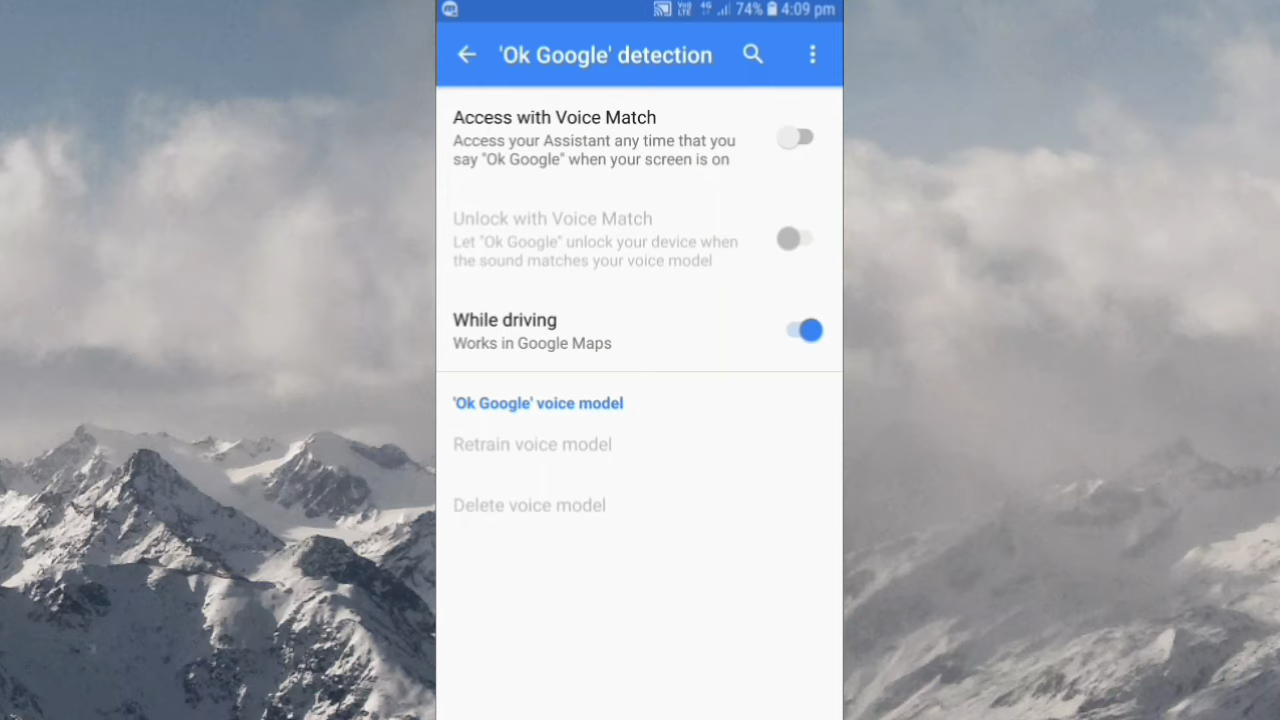 VoLTE 4G 74% 4:09 pm
'Ok Google' detection
Access with Voice Match
Access your Assistant any time that you
say "Ok Google" when your screen is on
Unlock with Voice Match
Let "Ok Google" unlock your device when
the sound matches your voice model
While driving
Works in Google Maps
'Ok Google' voice model
Retrain voice model
Delete voice model